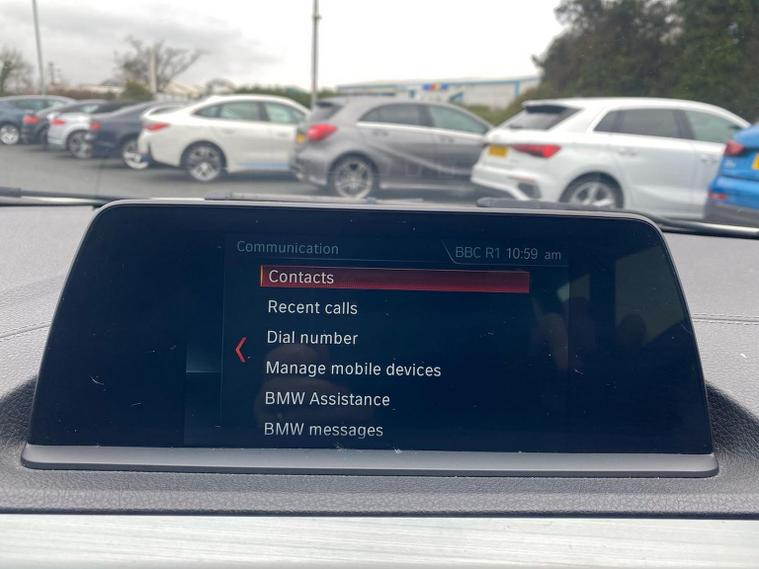 Communication
BBC R1 10:59 am
Contacts
Recent calls
Dial number
Manage mobile devices
BMW Assistance
BMW messages